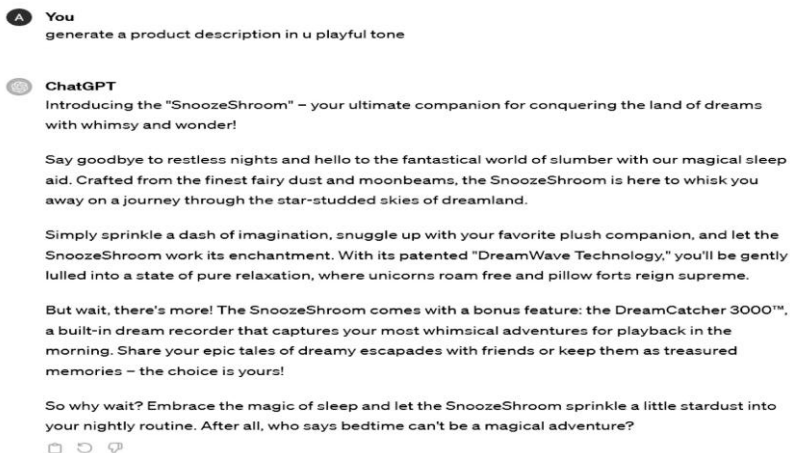 A You
generate a product description in u playful tone
ChatGPT
Introducing the "SnoozeShroom" – your ultimate companion for conquering the land of dreams
with whimsy and wonder!
Say goodbye to restless nights and hello to the fantastical world of slumber with our magical sleep
aid. Crafted from the finest fairy dust and moonbeams, the SnoozeShroom is here to whisk you
away on a journey through the star-studded skies of dreamland.
Simply sprinkle a dash of imagination, snuggle up with your favorite plush companion, and let the
SnoozeShroom work its enchantment. With its patented "DreamWave Technology," you'll be gently
lulled into a state of pure relaxation, where unicorns roam free and pillow forts reign supreme.
But wait, there's more! The SnoozeShroom comes with a bonus feature: the DreamCatcher 3000™,
a built-in dream recorder that captures your most whimsical adventures for playback in the
morning. Share your epic tales of dreamy escapades with friends or keep them as treasured
memories – the choice is yours!
So why wait? Embrace the magic of sleep and let the SnoozeShroom sprinkle a little stardust into
your nightly routine. After all, who says bedtime can't be a magical adventure?